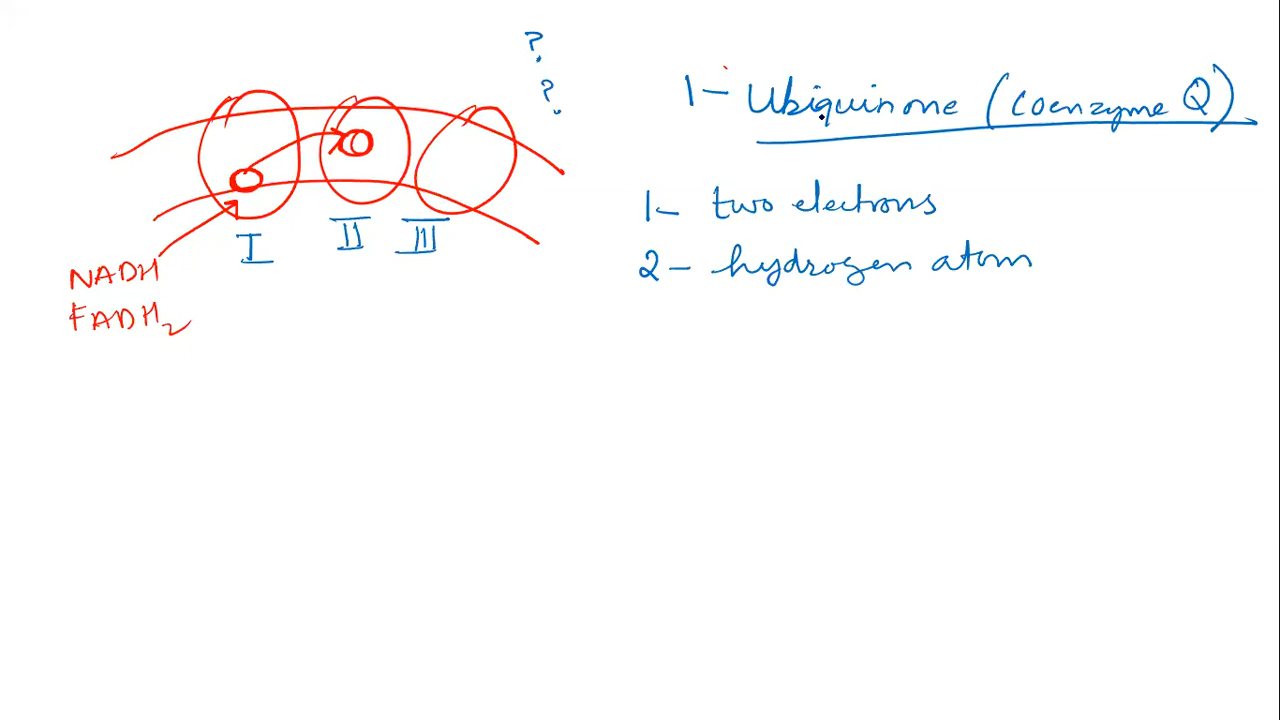 ?
?
I
II
III
NADH
FADH2
1- Ubiquinone (Coenzyme Q)
1- two electrons
2- hydrogen atom